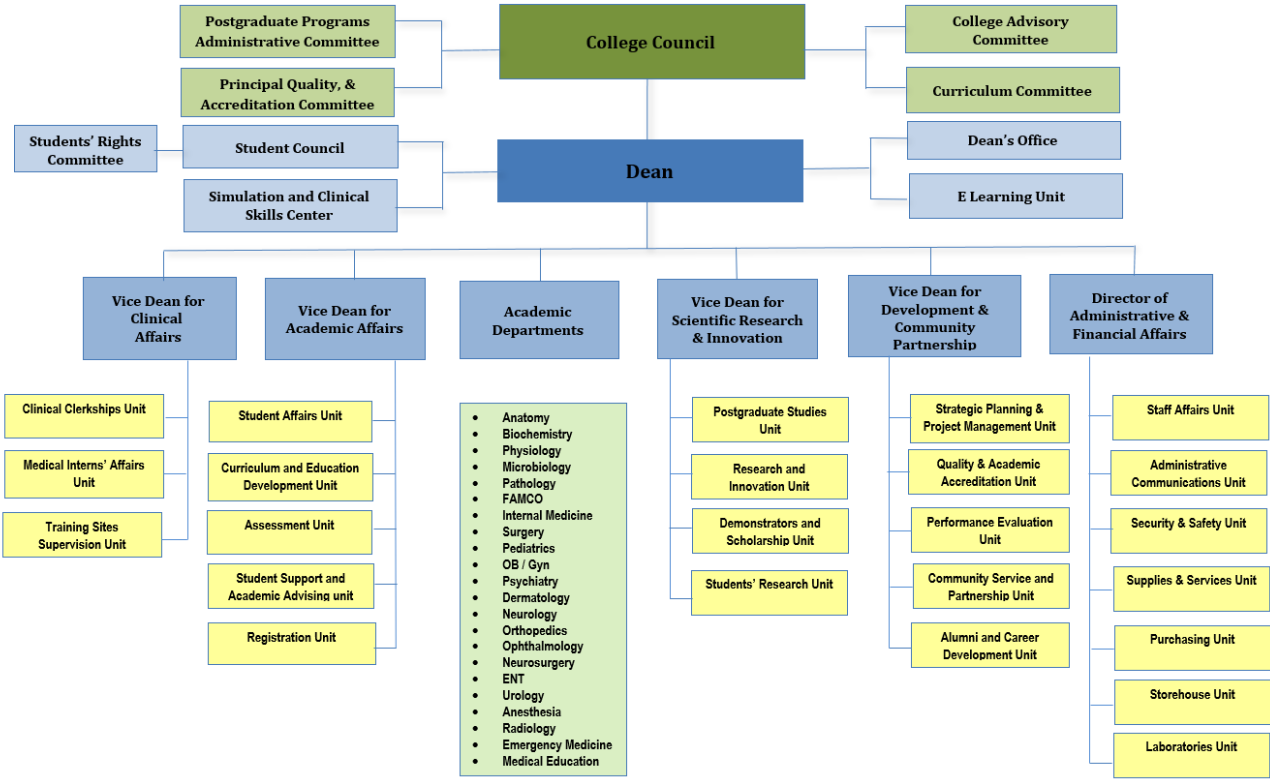 Postgraduate Programs
Administrative Committee
College Council
College Advisory
Committee
Principal Quality, &
Accreditation Committee
Curriculum Committee
Students' Rights
Committee
Student Council
Dean
Dean's Office
Simulation and Clinical
Skills Center
E Learning Unit
Vice Dean for
Clinical
Affairs
Vice Dean for
Academic Affairs
Academic
Departments
Vice Dean for
Scientific Research
& Innovation
Vice Dean for
Development &
Community
Partnership
Director of
Administrative &
Financial Affairs
Clinical Clerkships Unit
Medical Interns' Affairs
Unit
Training Sites
Supervision Unit
Student Affairs Unit
Curriculum and Education
Development Unit
Assessment Unit
Student Support and
Academic Advising unit
Registration Unit
• Anatomy
• Biochemistry
• Physiology
• Microbiology
• Pathology
• FAMCO
• Internal Medicine
• Surgery
• Pediatrics
• OB / Gyn
• Psychiatry
• Dermatology
• Neurology
• Orthopedics
• Ophthalmology
• Neurosurgery
• ENT
• Urology
• Anesthesia
• Radiology
• Emergency Medicine
• Medical Education
Postgraduate Studies
Unit
Research and
Innovation Unit
Demonstrators and
Scholarship Unit
Students' Research Unit
Strategic Planning &
Project Management Unit
Quality & Academic
Accreditation Unit
Performance Evaluation
Unit
Community Service and
Partnership Unit
Alumni and Career
Development Unit
Staff Affairs Unit
Administrative
Communications Unit
Security & Safety Unit
Supplies & Services Unit
Purchasing Unit
Storehouse Unit
Laboratories Unit